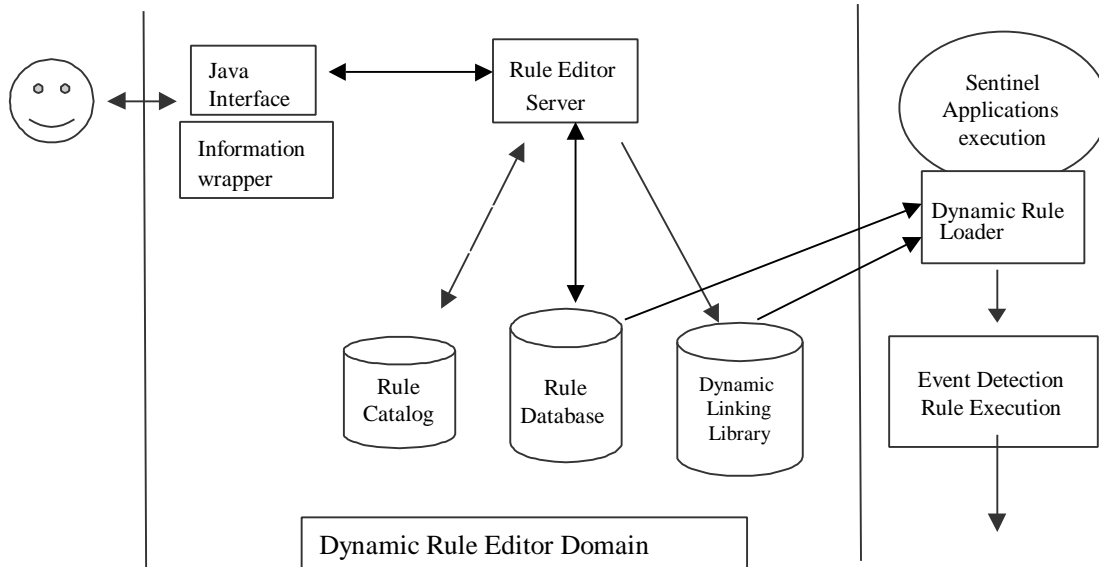 Java
Interface
Information
wrapper
Rule Editor
Server
Sentinel
Applications
execution
Dynamic Rule
Loader
Rule
Catalog
Rule
Database
Dynamic
Linking
Library
Event Detection
Rule Execution
Dynamic Rule Editor Domain